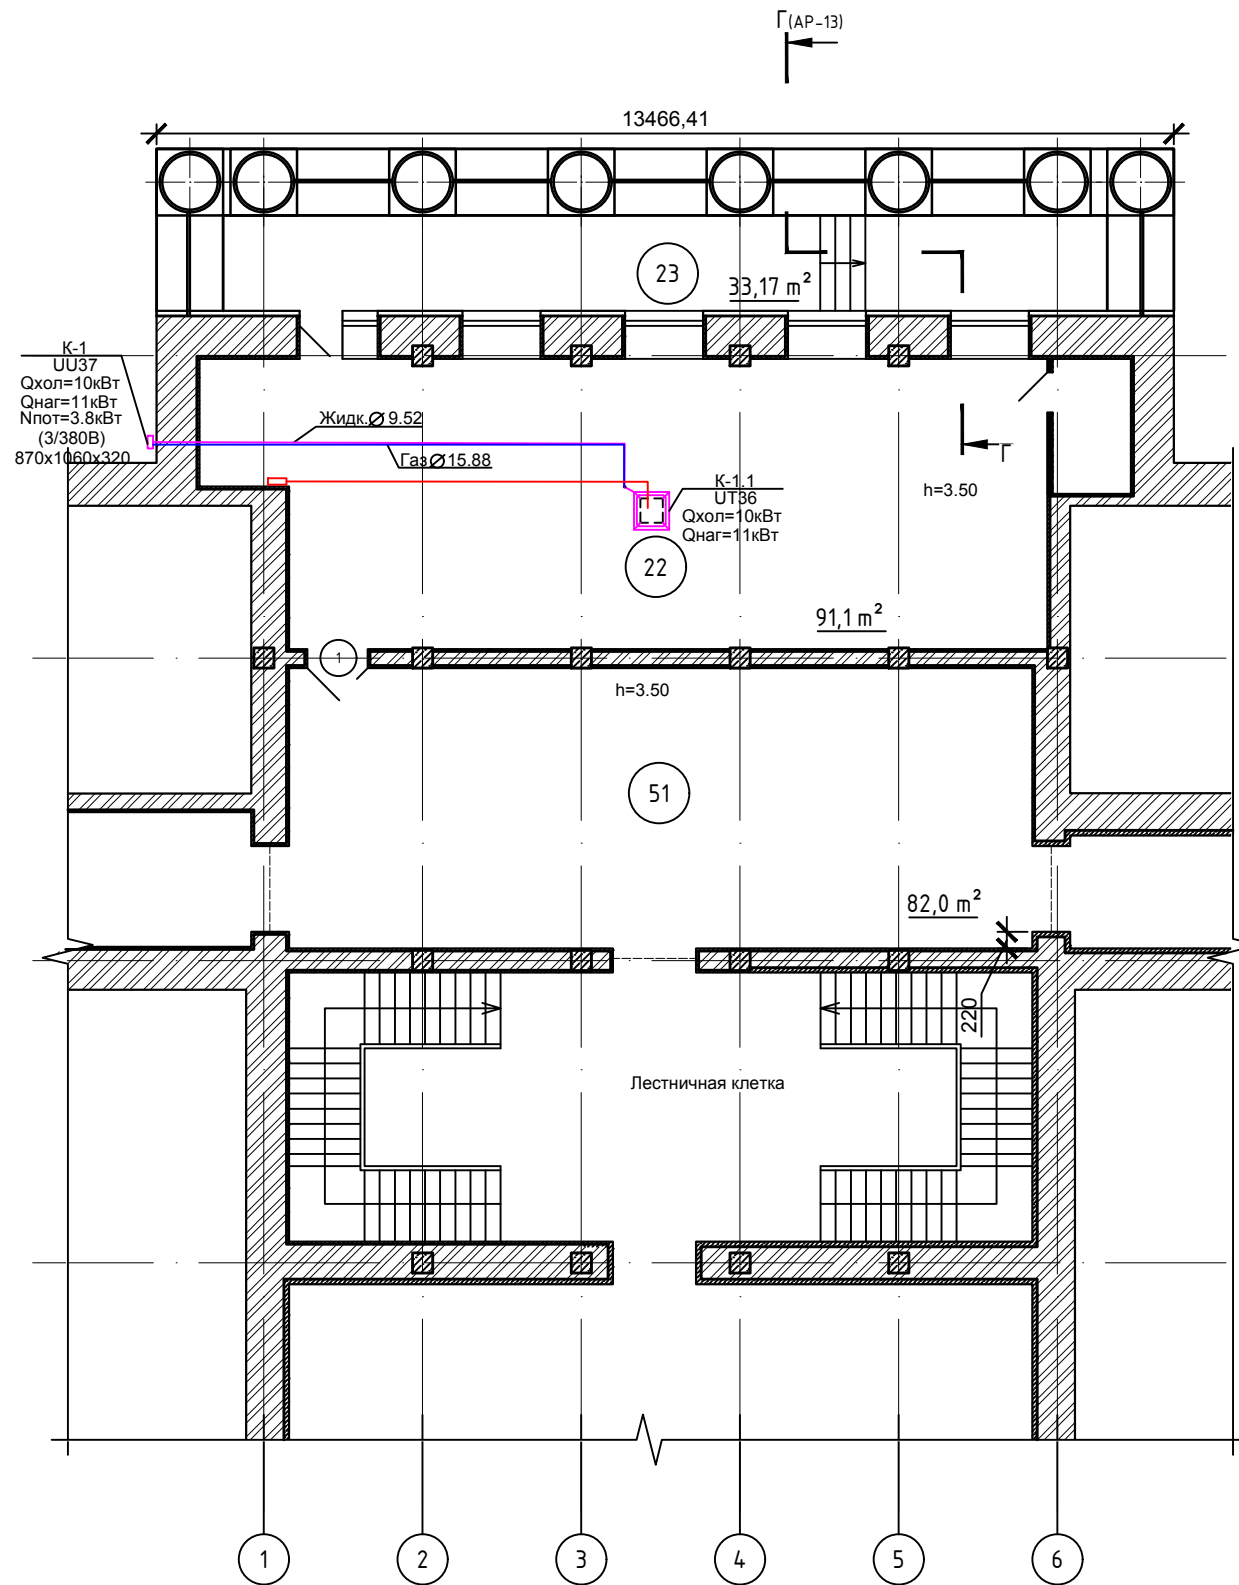 Г(АР-13)
13466,41
23
33,17 m²
К-1
UU37
Qхол=10кВт
Qнаг=11кВт
Nпот=3.8кВт
(3/380В)
870х1060х320
Жидк.Ø 9.52
Газ Ø15.88
Г
К-1.1
UT36
Qхол=10кВт
Qнаг=11кВт
h=3.50
22
91,1 m²
1
h=3.50
51
82,0 m²
220
Лестничная клетка
1
2
3
4
5
6